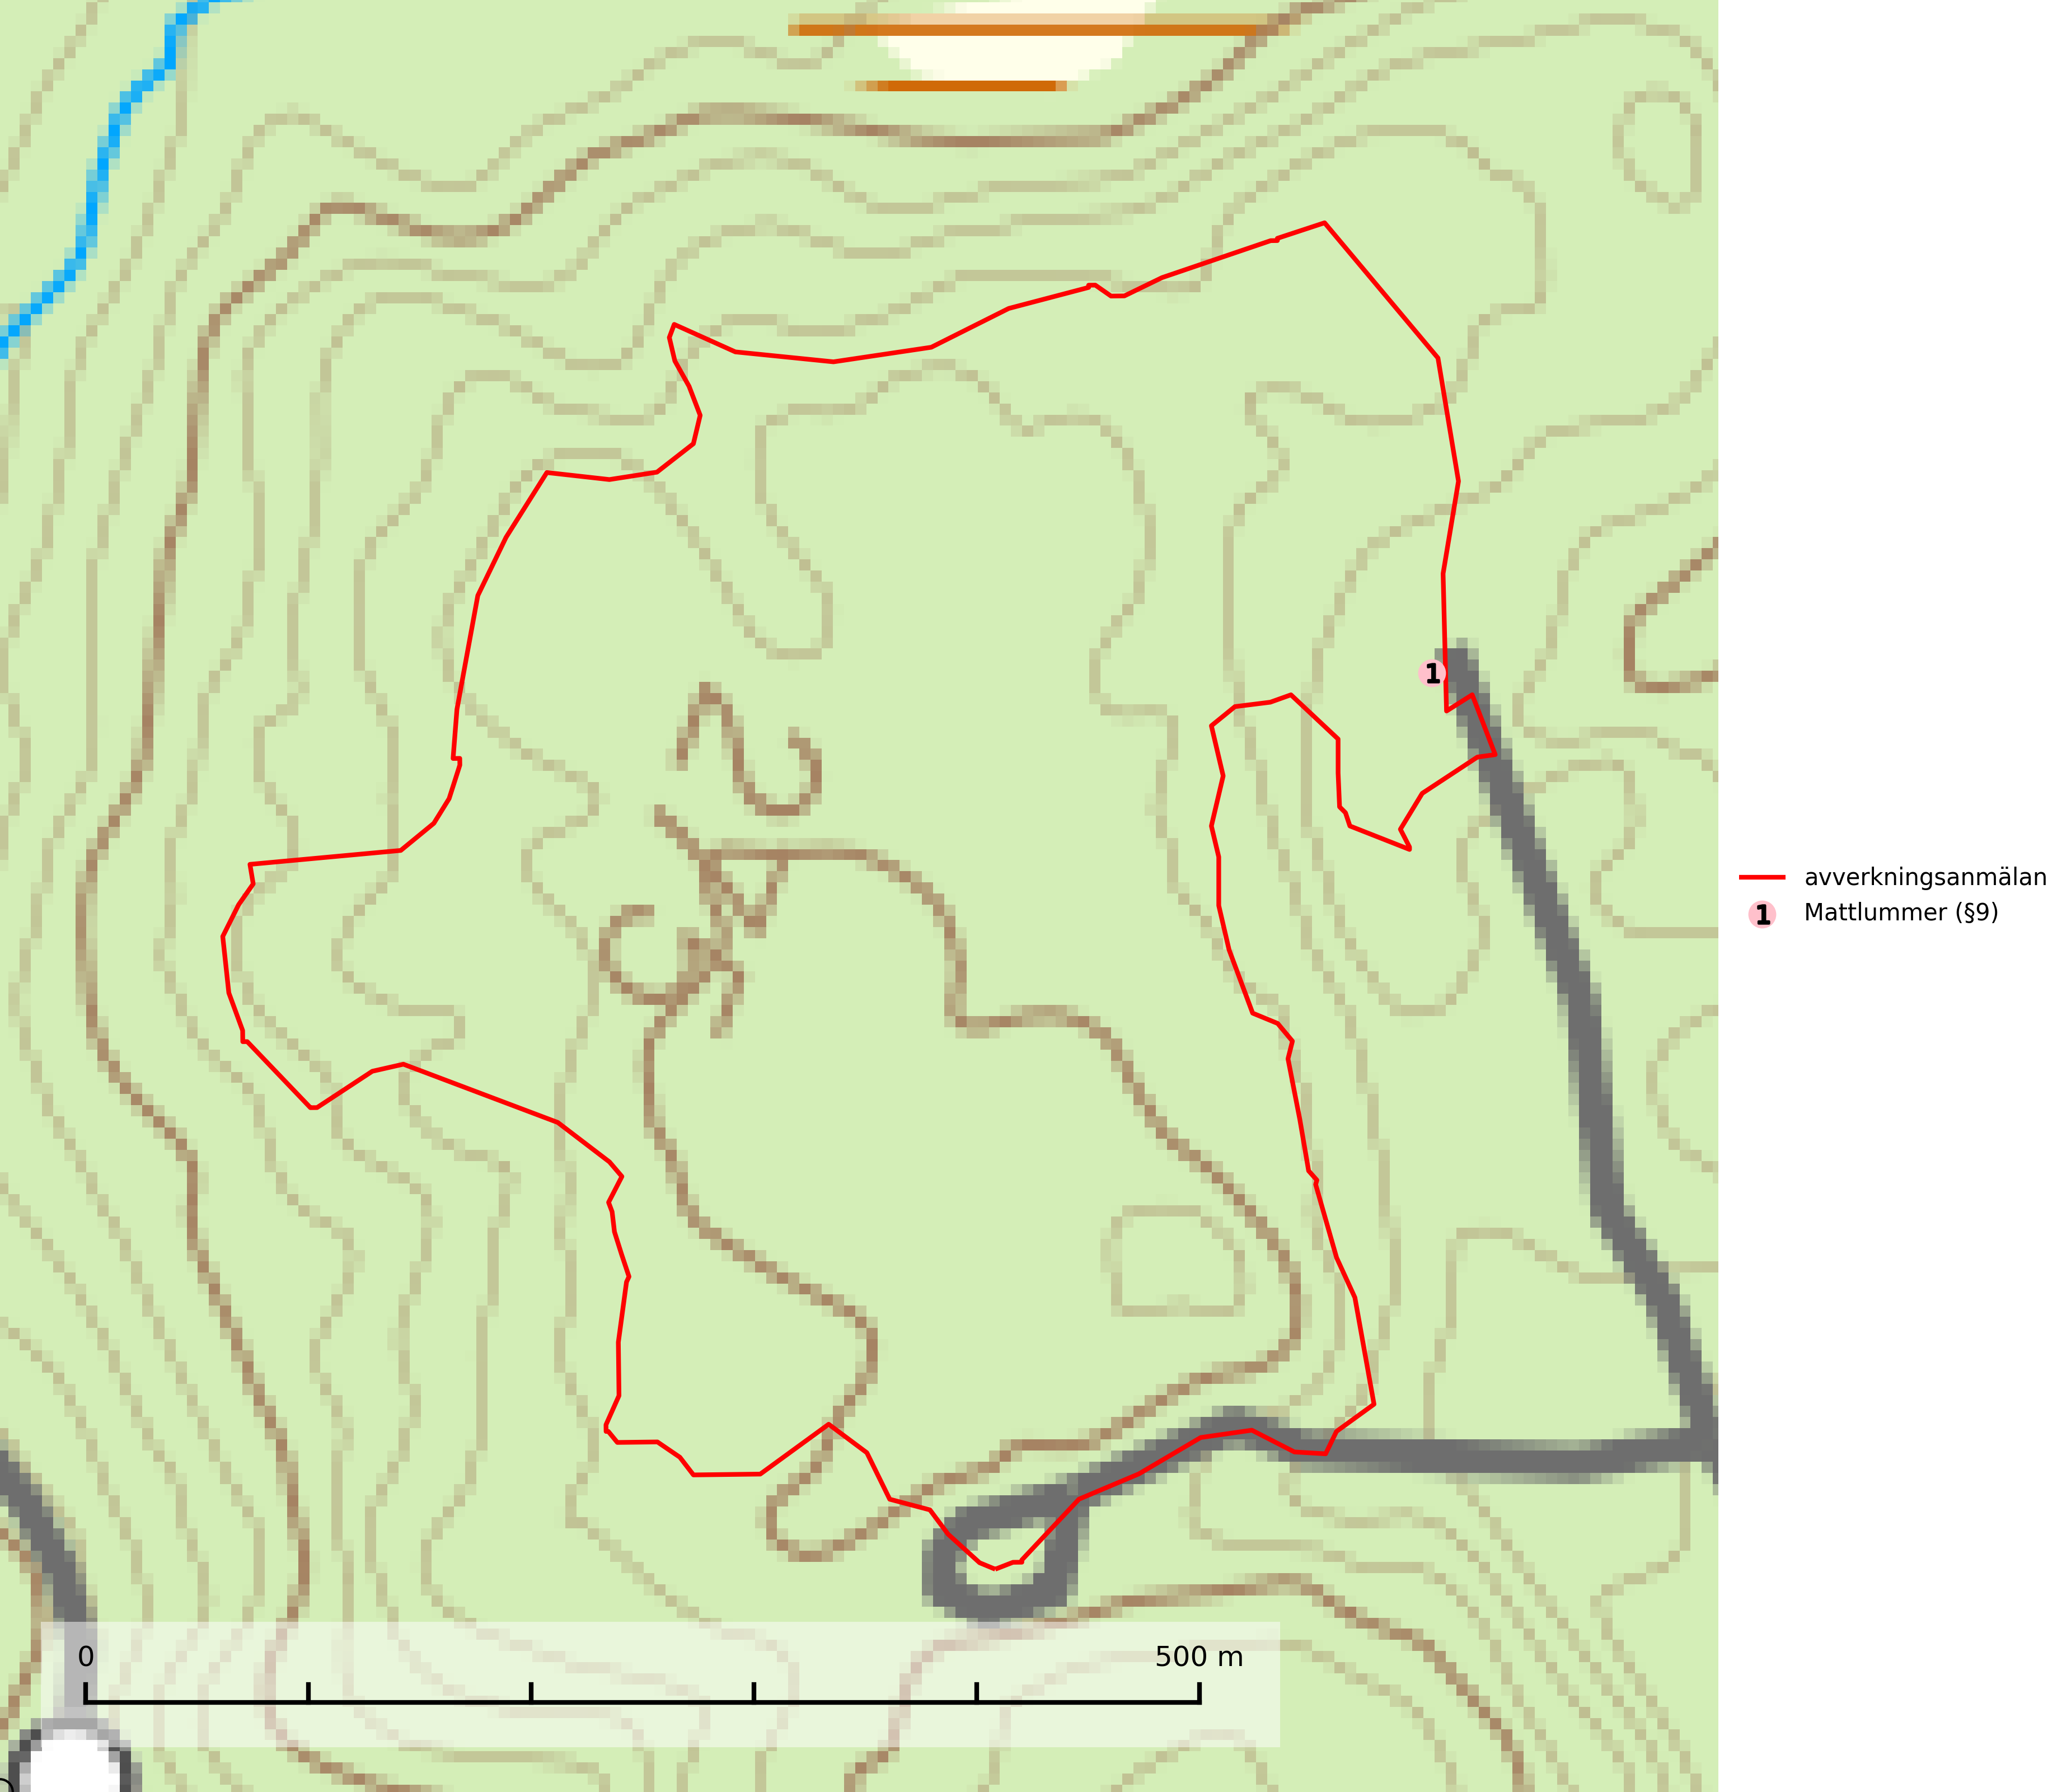 1
avverkningsanmälan
1 Mattlummer (§9)
0 500 m